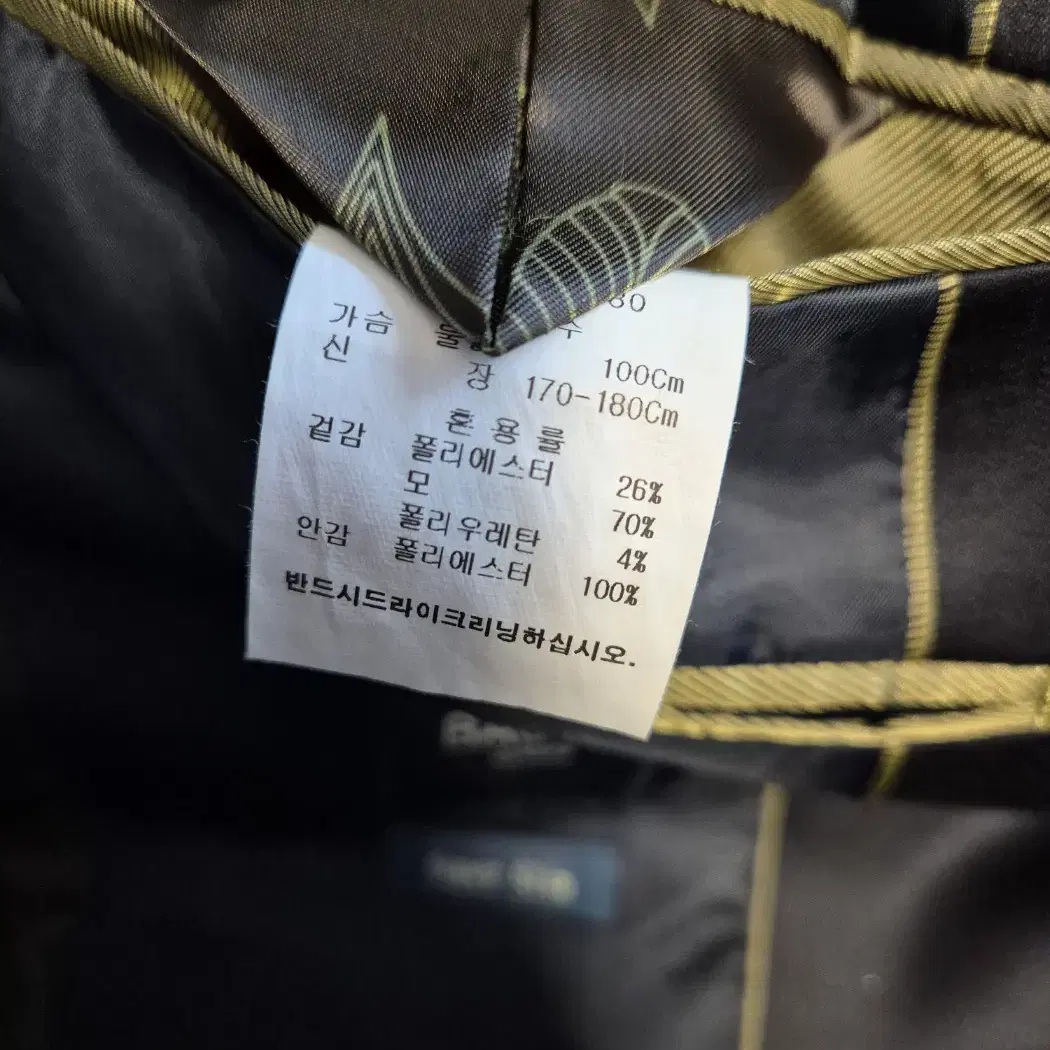 가슴
수
신 장 100Cm
170-180Cm
혼 용 률
겉감 폴리에스터 26%
모 70%
폴리우레탄 4%
안감 폴리에스터 100%
반드시드라이크리닝하십시오.